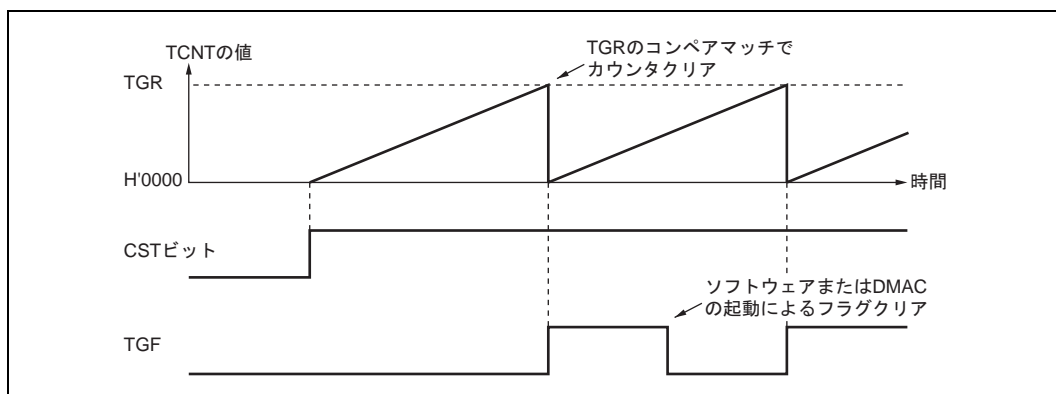 TCNTの値
TGRのコンペアマッチで
カウンタクリア
TGR
H'0000
時間
CSTビット
ソフトウェアまたはDMAC
の起動によるフラグクリア
TGF